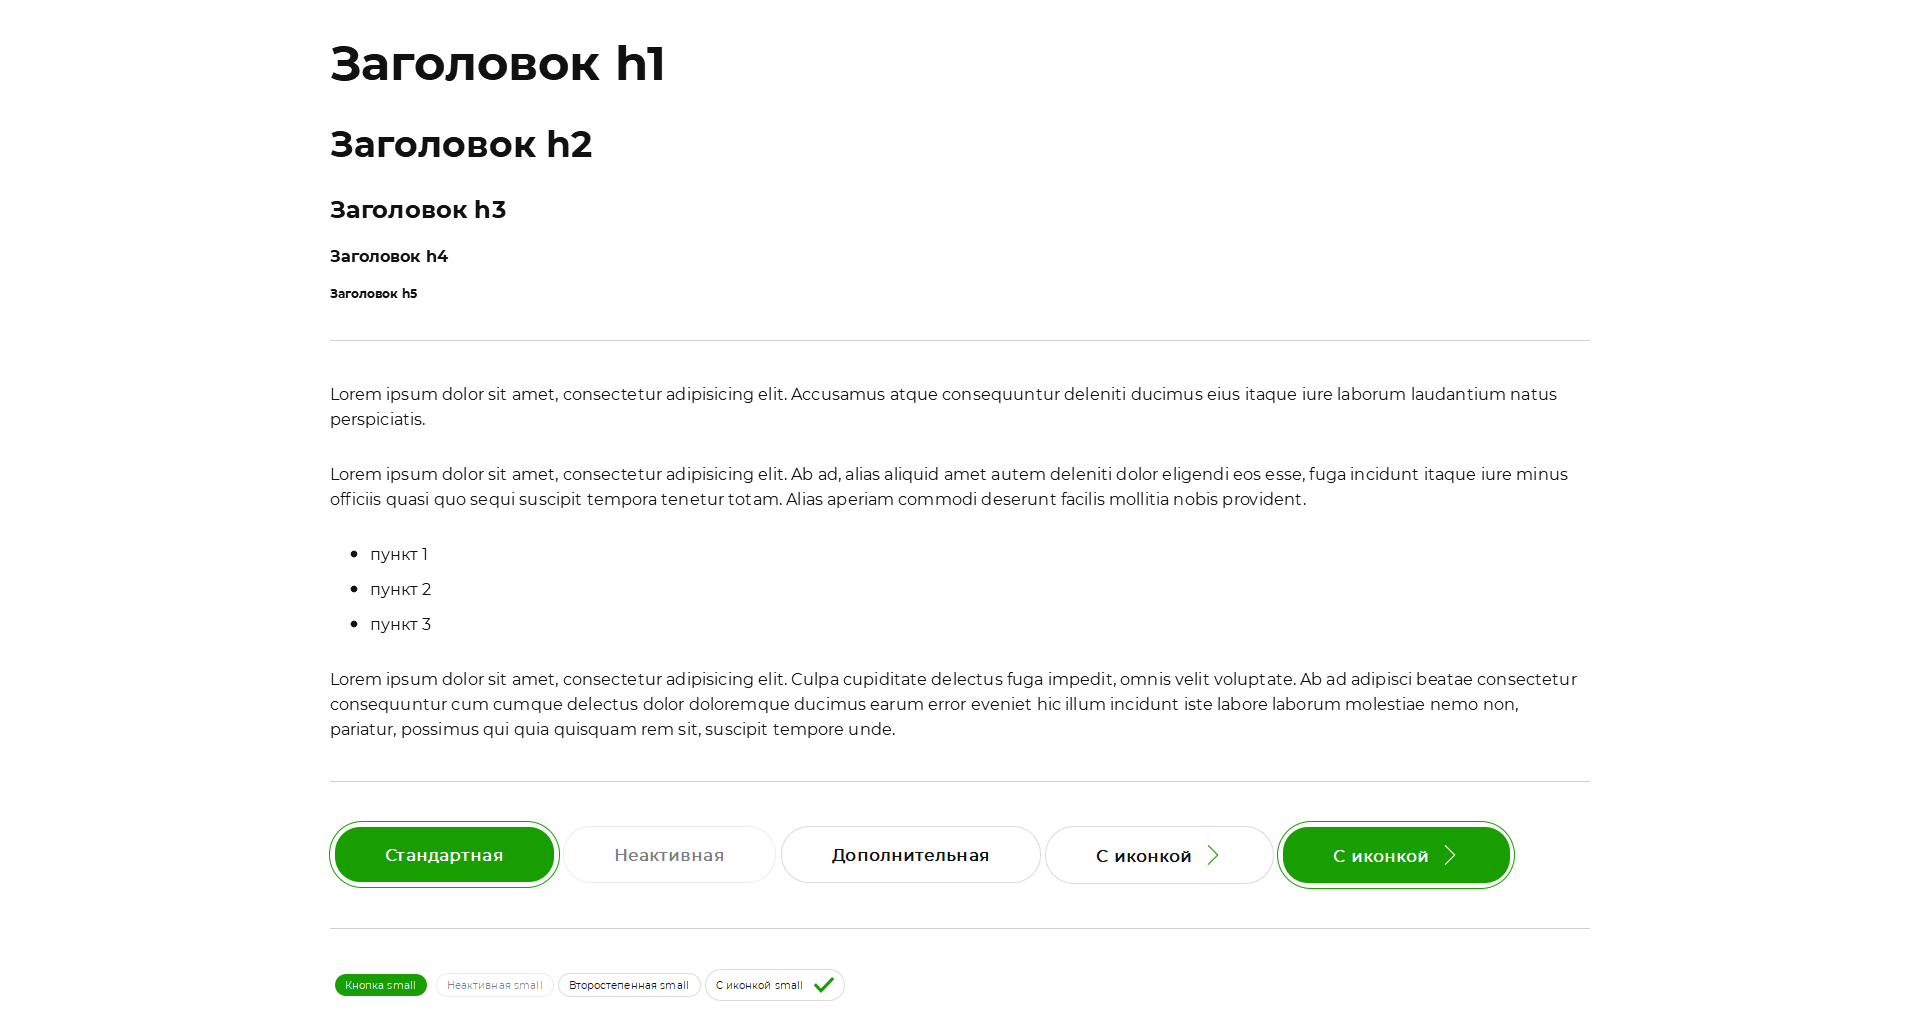 Заголовок h1
Заголовок h2
Заголовок h3
Заголовок h4
Заголовок h5
Lorem ipsum dolor sit amet, consectetur adipisicing elit. Accusamus atque consequuntur deleniti ducimus eius itaque iure laborum laudantium natus
perspiciatis.
Lorem ipsum dolor sit amet, consectetur adipisicing elit. Ab ad, alias aliquid amet autem deleniti dolor eligendi eos esse, fuga incidunt itaque iure minus
officiis quasi quo sequi suscipit tempora tenetur totam. Alias aperiam commodi deserunt facilis mollitia nobis provident.
пункт 1
пункт 2
пункт 3
Lorem ipsum dolor sit amet, consectetur adipisicing elit. Culpa cupiditate delectus fuga impedit, omnis velit voluptate. Ab ad adipisci beatae consectetur
consequuntur cum cumque delectus dolor doloremque ducimus earum error eveniet hic illum incidunt iste labore laborum molestiae nemo non,
pariatur, possimus qui quia quisquam rem sit, suscipit tempore unde.
Стандартная Неактивная Дополнительная С иконкой С иконкой
Кнопка small Неактивная small Второстепенная small С иконкой small